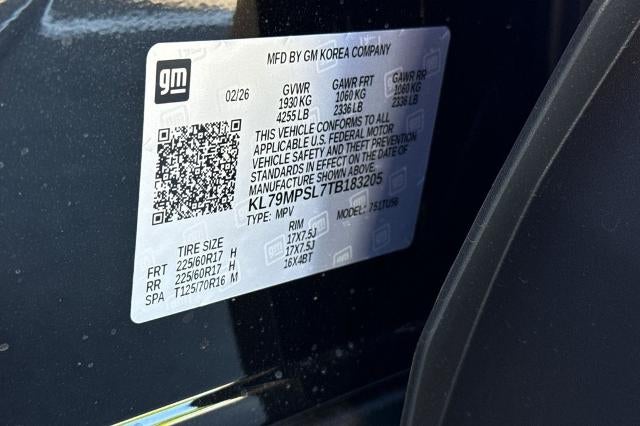 MFD BY GM KOREA COMPANY
gm
02/26
GVWR GAWR FRT GAWR RR
1930 KG 1060 KG 1060 KG
4255 LB 2336 LB 2336 LB
THIS VEHICLE CONFORMS TO ALL
APPLICABLE U.S. FEDERAL MOTOR
VEHICLE SAFETY AND THEFT PREVENTION
STANDARDS IN EFFECT ON THE DATE OF
MANUFACTURE SHOWN ABOVE.
KL79MPSL7TB183205
TYPE: MPV MODEL: 751TU58
TIRE SIZE RIM
FRT 225/60R17 H 17X7.5J
RR 225/60R17 H 17X7.5J
SPA T125/70R16 M 16X4BT